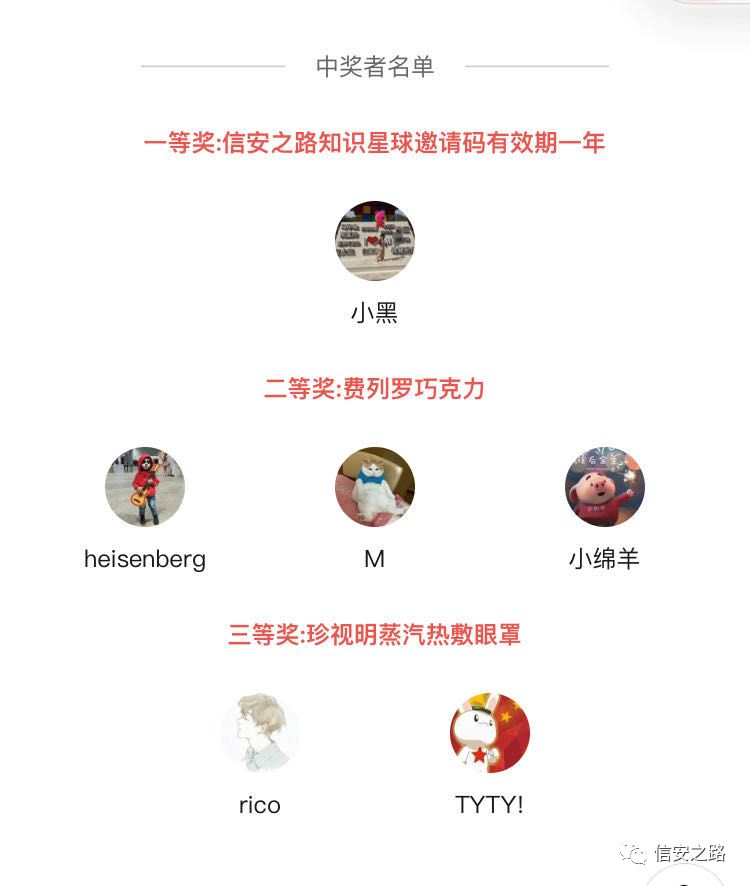 中奖者名单
一等奖:信安之路知识星球邀请码有效期一年
小黑
二等奖:费列罗巧克力
heisenberg
M
小绵羊
三等奖:珍视明蒸汽热敷眼罩
rico
TYTY!
信安之路